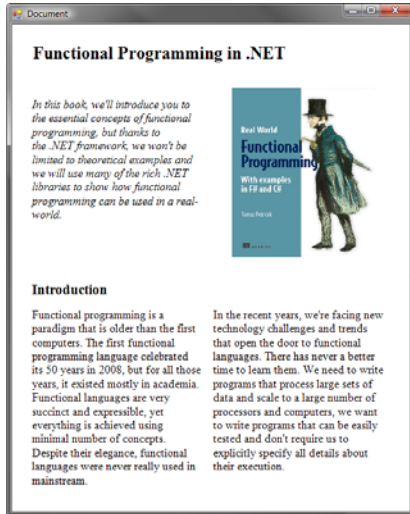 Document
Functional Programming in .NET
In this book, we'll introduce you to
the essential concepts of functional
programming, but thanks to
the .NET framework, we won't be
limited to theoretical examples and
we will use many of the rich .NET
libraries to show how functional
programming can be used in a real-
world.
Real World
Functional
Programming
With examples
in F# and C#
Tomas Petricek
MANNING
Introduction
Functional programming is a
paradigm that is older than the first
computers. The first functional
programming language celebrated
its 50 years in 2008, but for all those
years, it existed mostly in academia.
Functional languages are very
succinct and expressible, yet
everything is achieved using
minimal number of concepts.
Despite their elegance, functional
languages were never really used in
mainstream.
In the recent years, we're facing new
technology challenges and trends
that open the door to functional
languages. There has never a better
time to learn them. We need to write
programs that process large sets of
data and scale to a large number of
processors and computers, we want
to write programs that can be easily
tested and don't require us to
explicitly specify all details about
their execution.